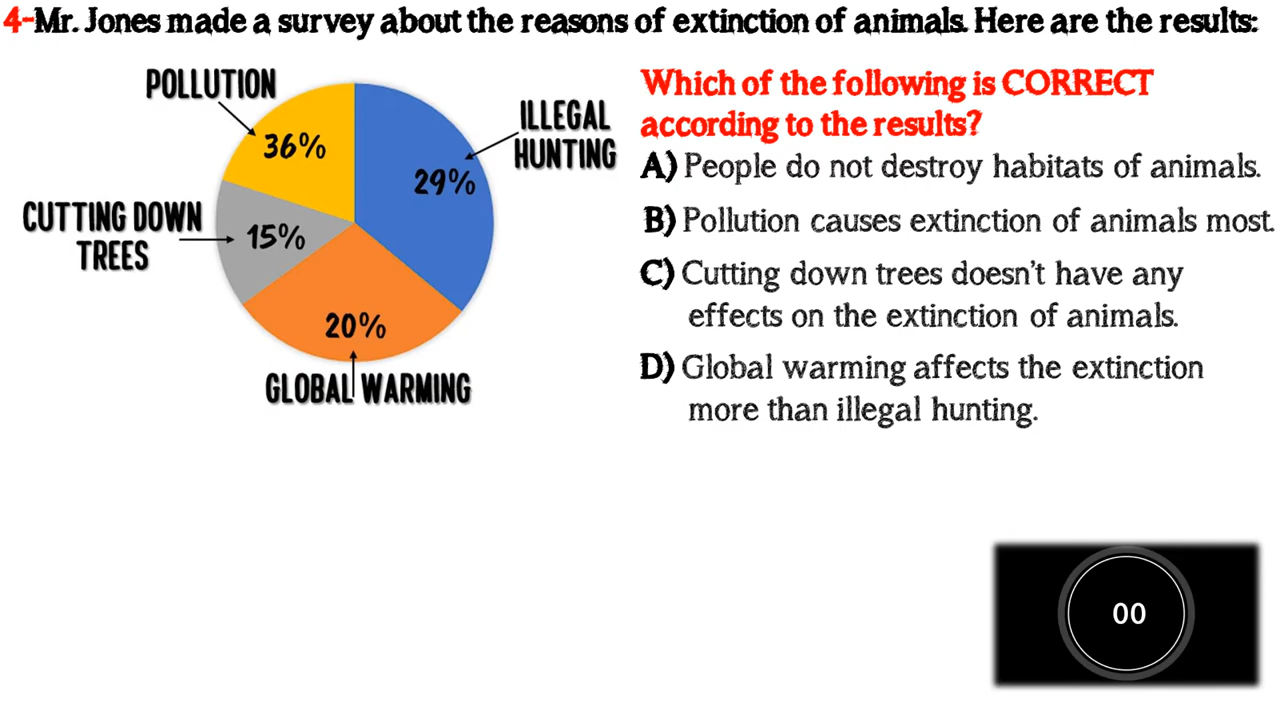 4-Mr. Jones made a survey about the reasons of extinction of animals. Here are the results:
POLLUTION
36%
ILLEGAL
HUNTING
29%
CUTTING DOWN
TREES
15%
20%
GLOBAL WARMING
Which of the following is CORRECT
according to the results?
A) People do not destroy habitats of animals.
B) Pollution causes extinction of animals most.
C) Cutting down trees doesn't have any
effects on the extinction of animals.
D) Global warming affects the extinction
more than illegal hunting.
00